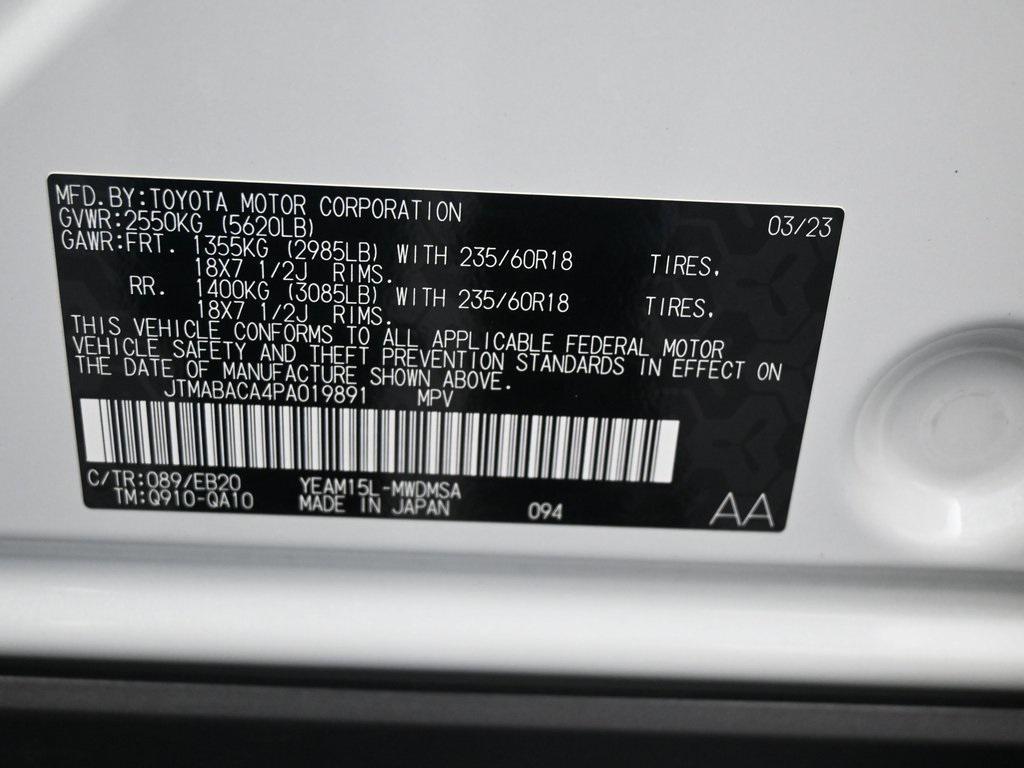 MFD.BY:TOYOTA MOTOR CORPORATION 03/23
GVWR:2550KG (5620LB)
GAWR:FRT. 1355KG (2985LB) WITH 235/60R18 TIRES,
18X7 1/2J RIMS.
RR. 1400KG (3085LB) WITH 235/60R18 TIRES,
18X7 1/2J RIMS.
THIS VEHICLE CONFORMS TO ALL APPLICABLE FEDERAL MOTOR
VEHICLE SAFETY AND THEFT PREVENTION STANDARDS IN EFFECT ON
THE DATE OF MANUFACTURE SHOWN ABOVE.
JTMABACA4PA019891 MPV
C/TR:089/EB20 YEAM15L-MWDMSA
TM:Q910-QA10 MADE IN JAPAN 094 AA